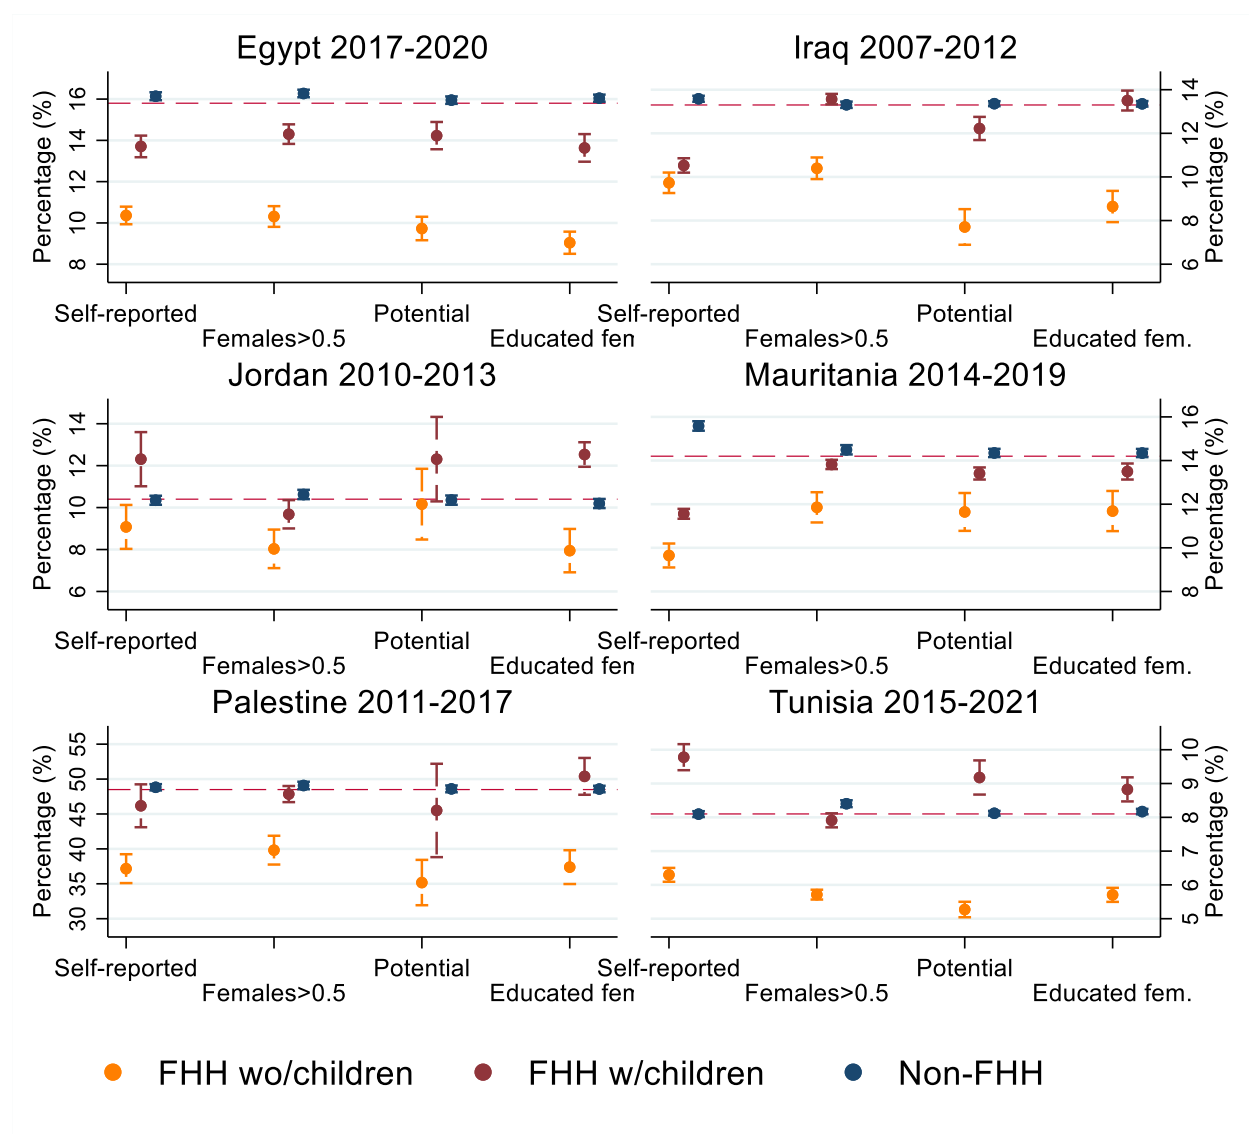 Egypt 2017-2020
Percentage (%)
16
14
12
10
8
Self-reported
Females>0.5
Potential
Educated fem
Iraq 2007-2012
Percentage (%)
14
12
10
8
6
Self-reported
Females>0.5
Potential
Educated fem.
Jordan 2010-2013
Percentage (%)
14
12
10
8
6
Self-reported
Females>0.5
Potential
Educated fem
Mauritania 2014-2019
Percentage (%)
16
14
12
10
8
Self-reported
Females>0.5
Potential
Educated fem.
Palestine 2011-2017
Percentage (%)
55
50
45
40
35
30
Self-reported
Females>0.5
Potential
Educated fem
Tunisia 2015-2021
Percentage (%)
10
9
8
7
6
5
Self-reported
Females>0.5
Potential
Educated fem.
FHH wo/children
FHH w/children
Non-FHH